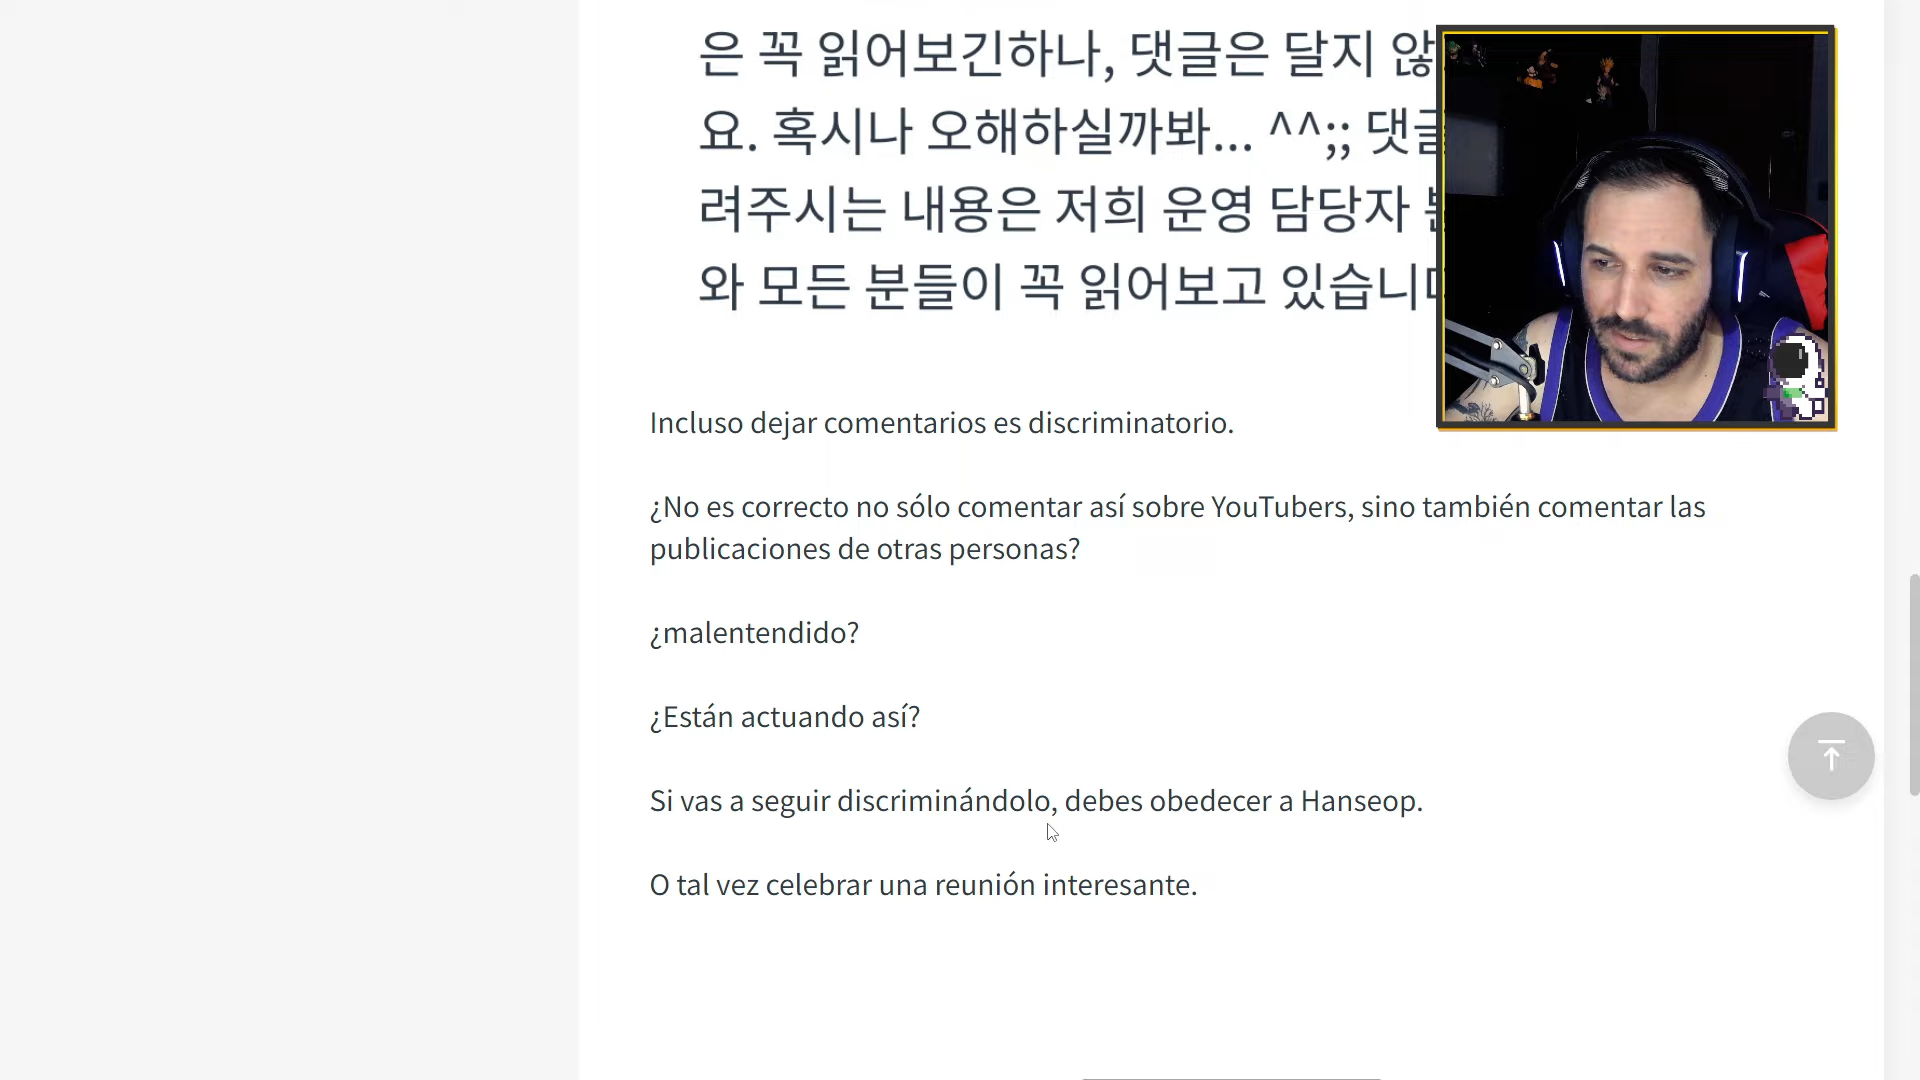 은 꼭 읽어보긴하나, 댓글은 달지 않
요. 혹시나 오해하실까봐... ^^;; 댓글
려주시는 내용은 저희 운영 담당자
와 모든 분들이 꼭 읽어보고 있습니다
Incluso dejar comentarios es discriminatorio.
¿No es correcto no sólo comentar así sobre YouTubers, sino también comentar las
publicaciones de otras personas?
¿malentendido?
¿Están actuando así?
Si vas a seguir discriminándolo, debes obedecer a Hanseop.
O tal vez celebrar una reunión interesante.